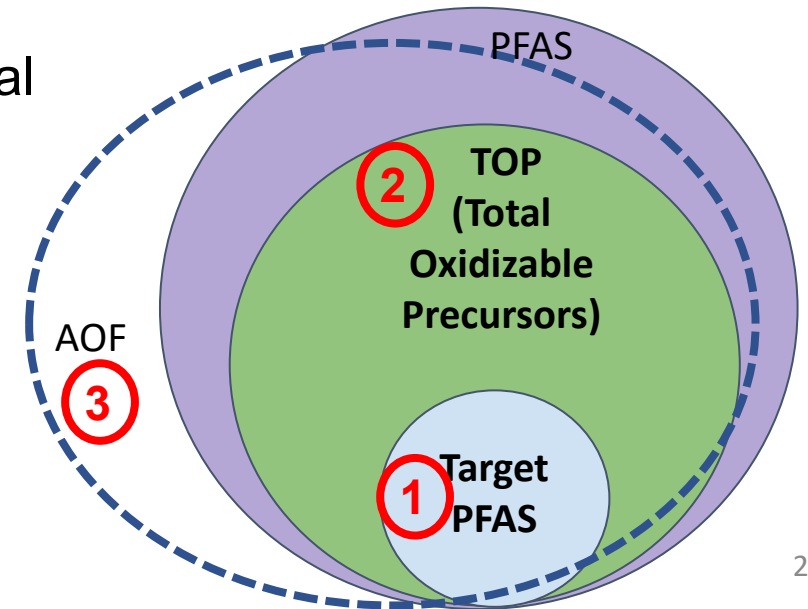 PFAS
al
2
TOP
(Total
Oxidizable
Precursors)
AOF
3
1
Target
PFAS
2